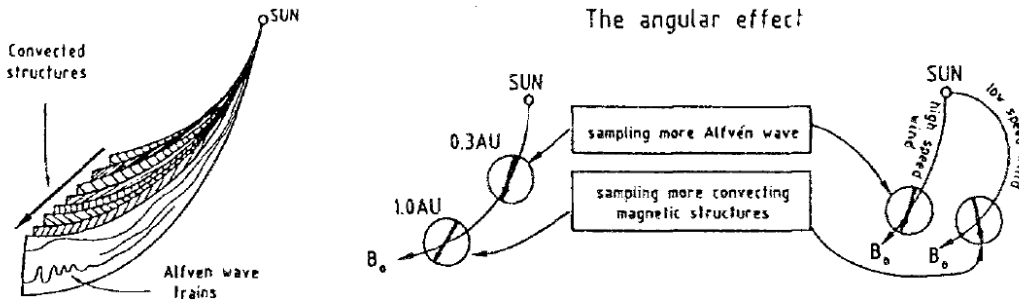 The angular effect
SUN
Convected
structures
Alfven wave
trains
SUN
0.3AU
1.0AU
B₀
sampling more Alfvén wave
sampling more convecting
magnetic structures
SUN
high speed
wind
low speed wind
B₀
B₀